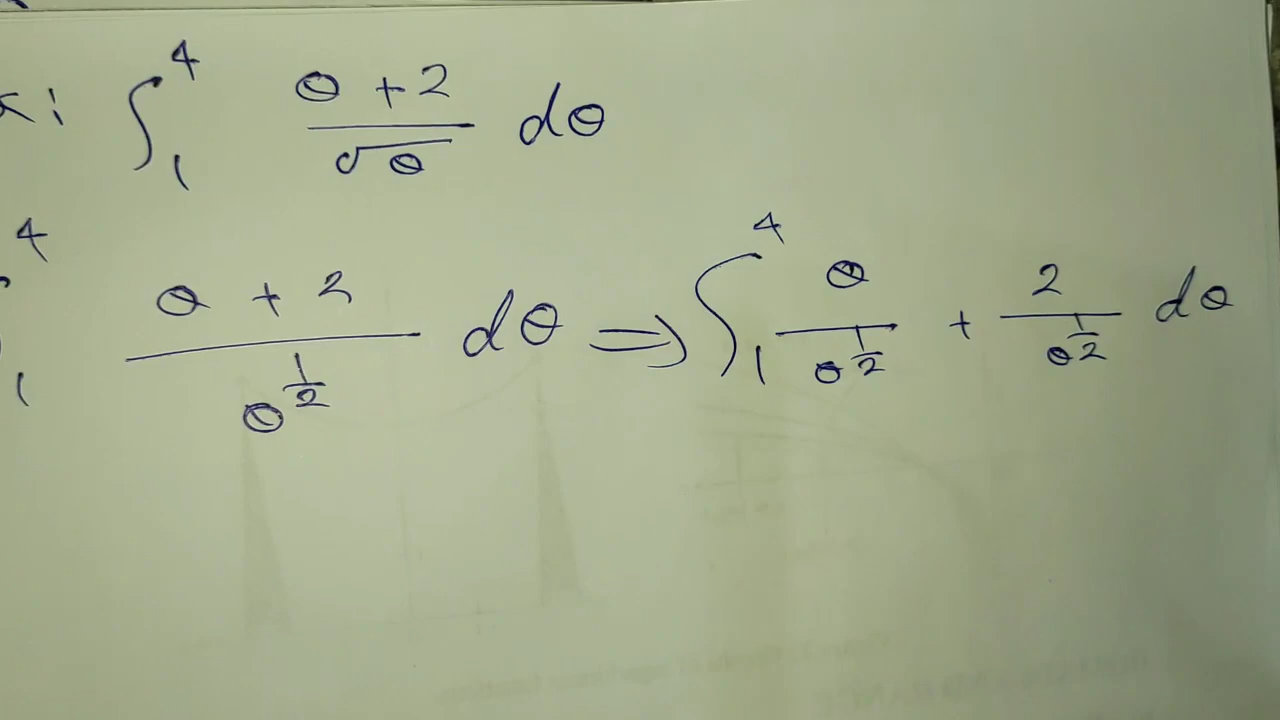 x: ∫₁⁴ (θ + 2)/√θ dθ
∫₁⁴ (θ + 2)/θ^(1/2) dθ ⇒ ∫₁⁴ θ/θ^(1/2) + 2/θ^(1/2) dθ